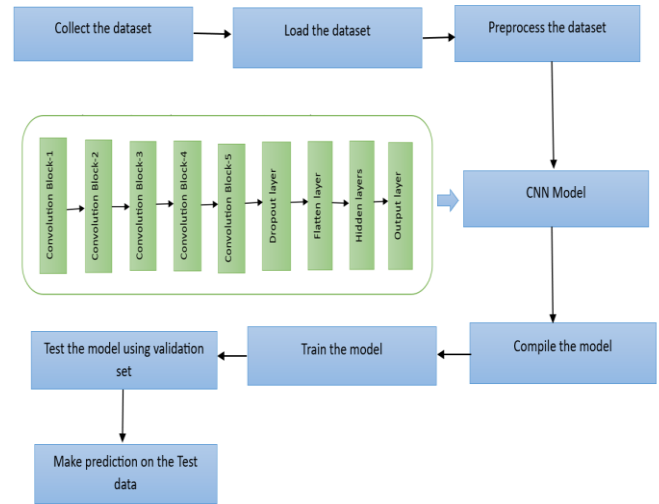 Collect the dataset
Load the dataset
Preprocess the dataset
Convolution Block-1
Convolution Block-2
Convolution Block-3
Convolution Block-4
Convolution Block-5
Dropout layer
Flatten layer
Hidden layers
Output layer
CNN Model
Compile the model
Train the model
Test the model using validation
set
Make prediction on the Test
data